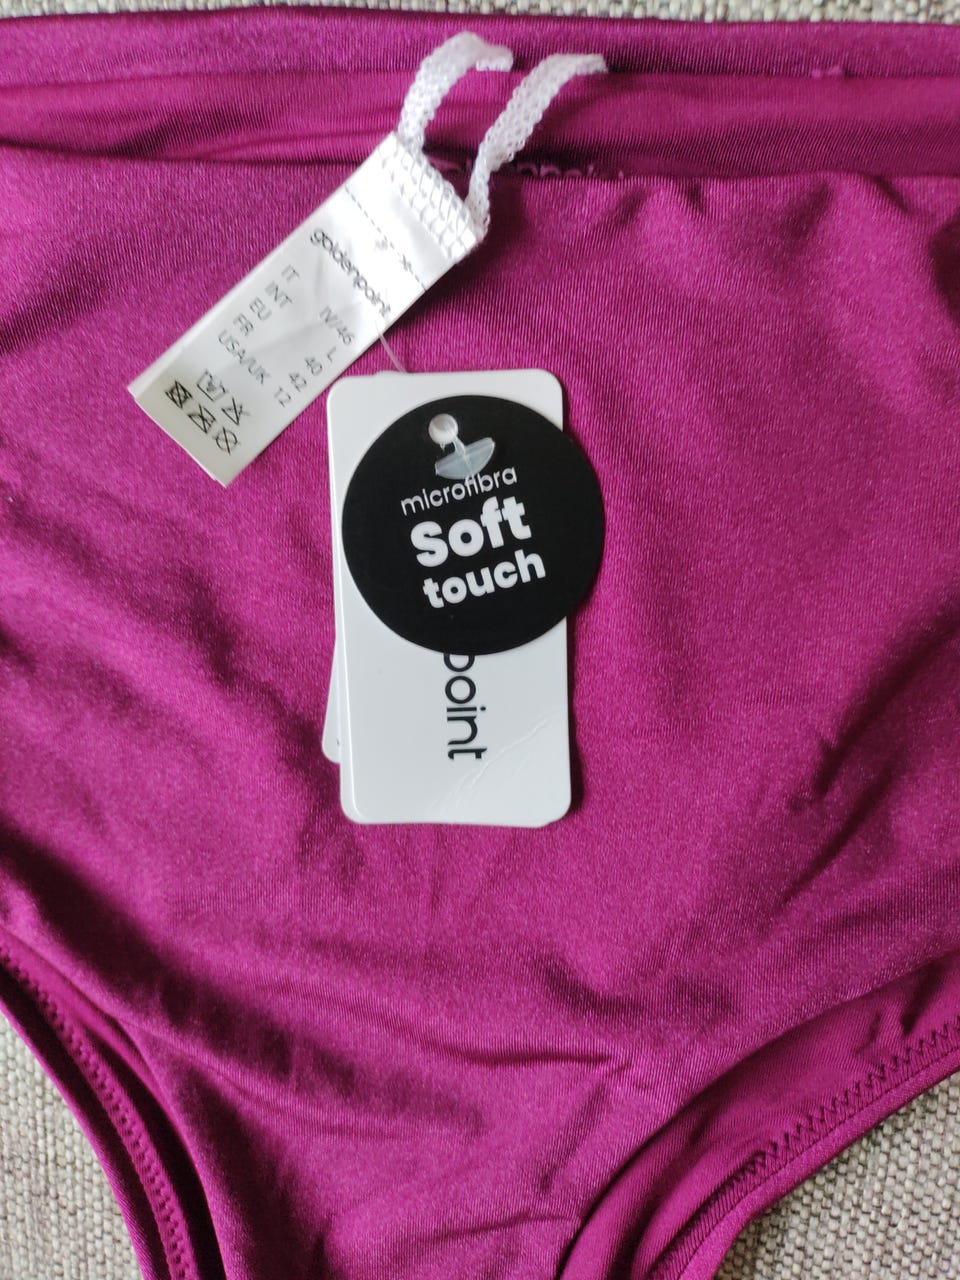 goldenpoint
IT IV/46
INT L
EU 40
FR 42
USA/UK 12
microfibra
Soft
touch
point